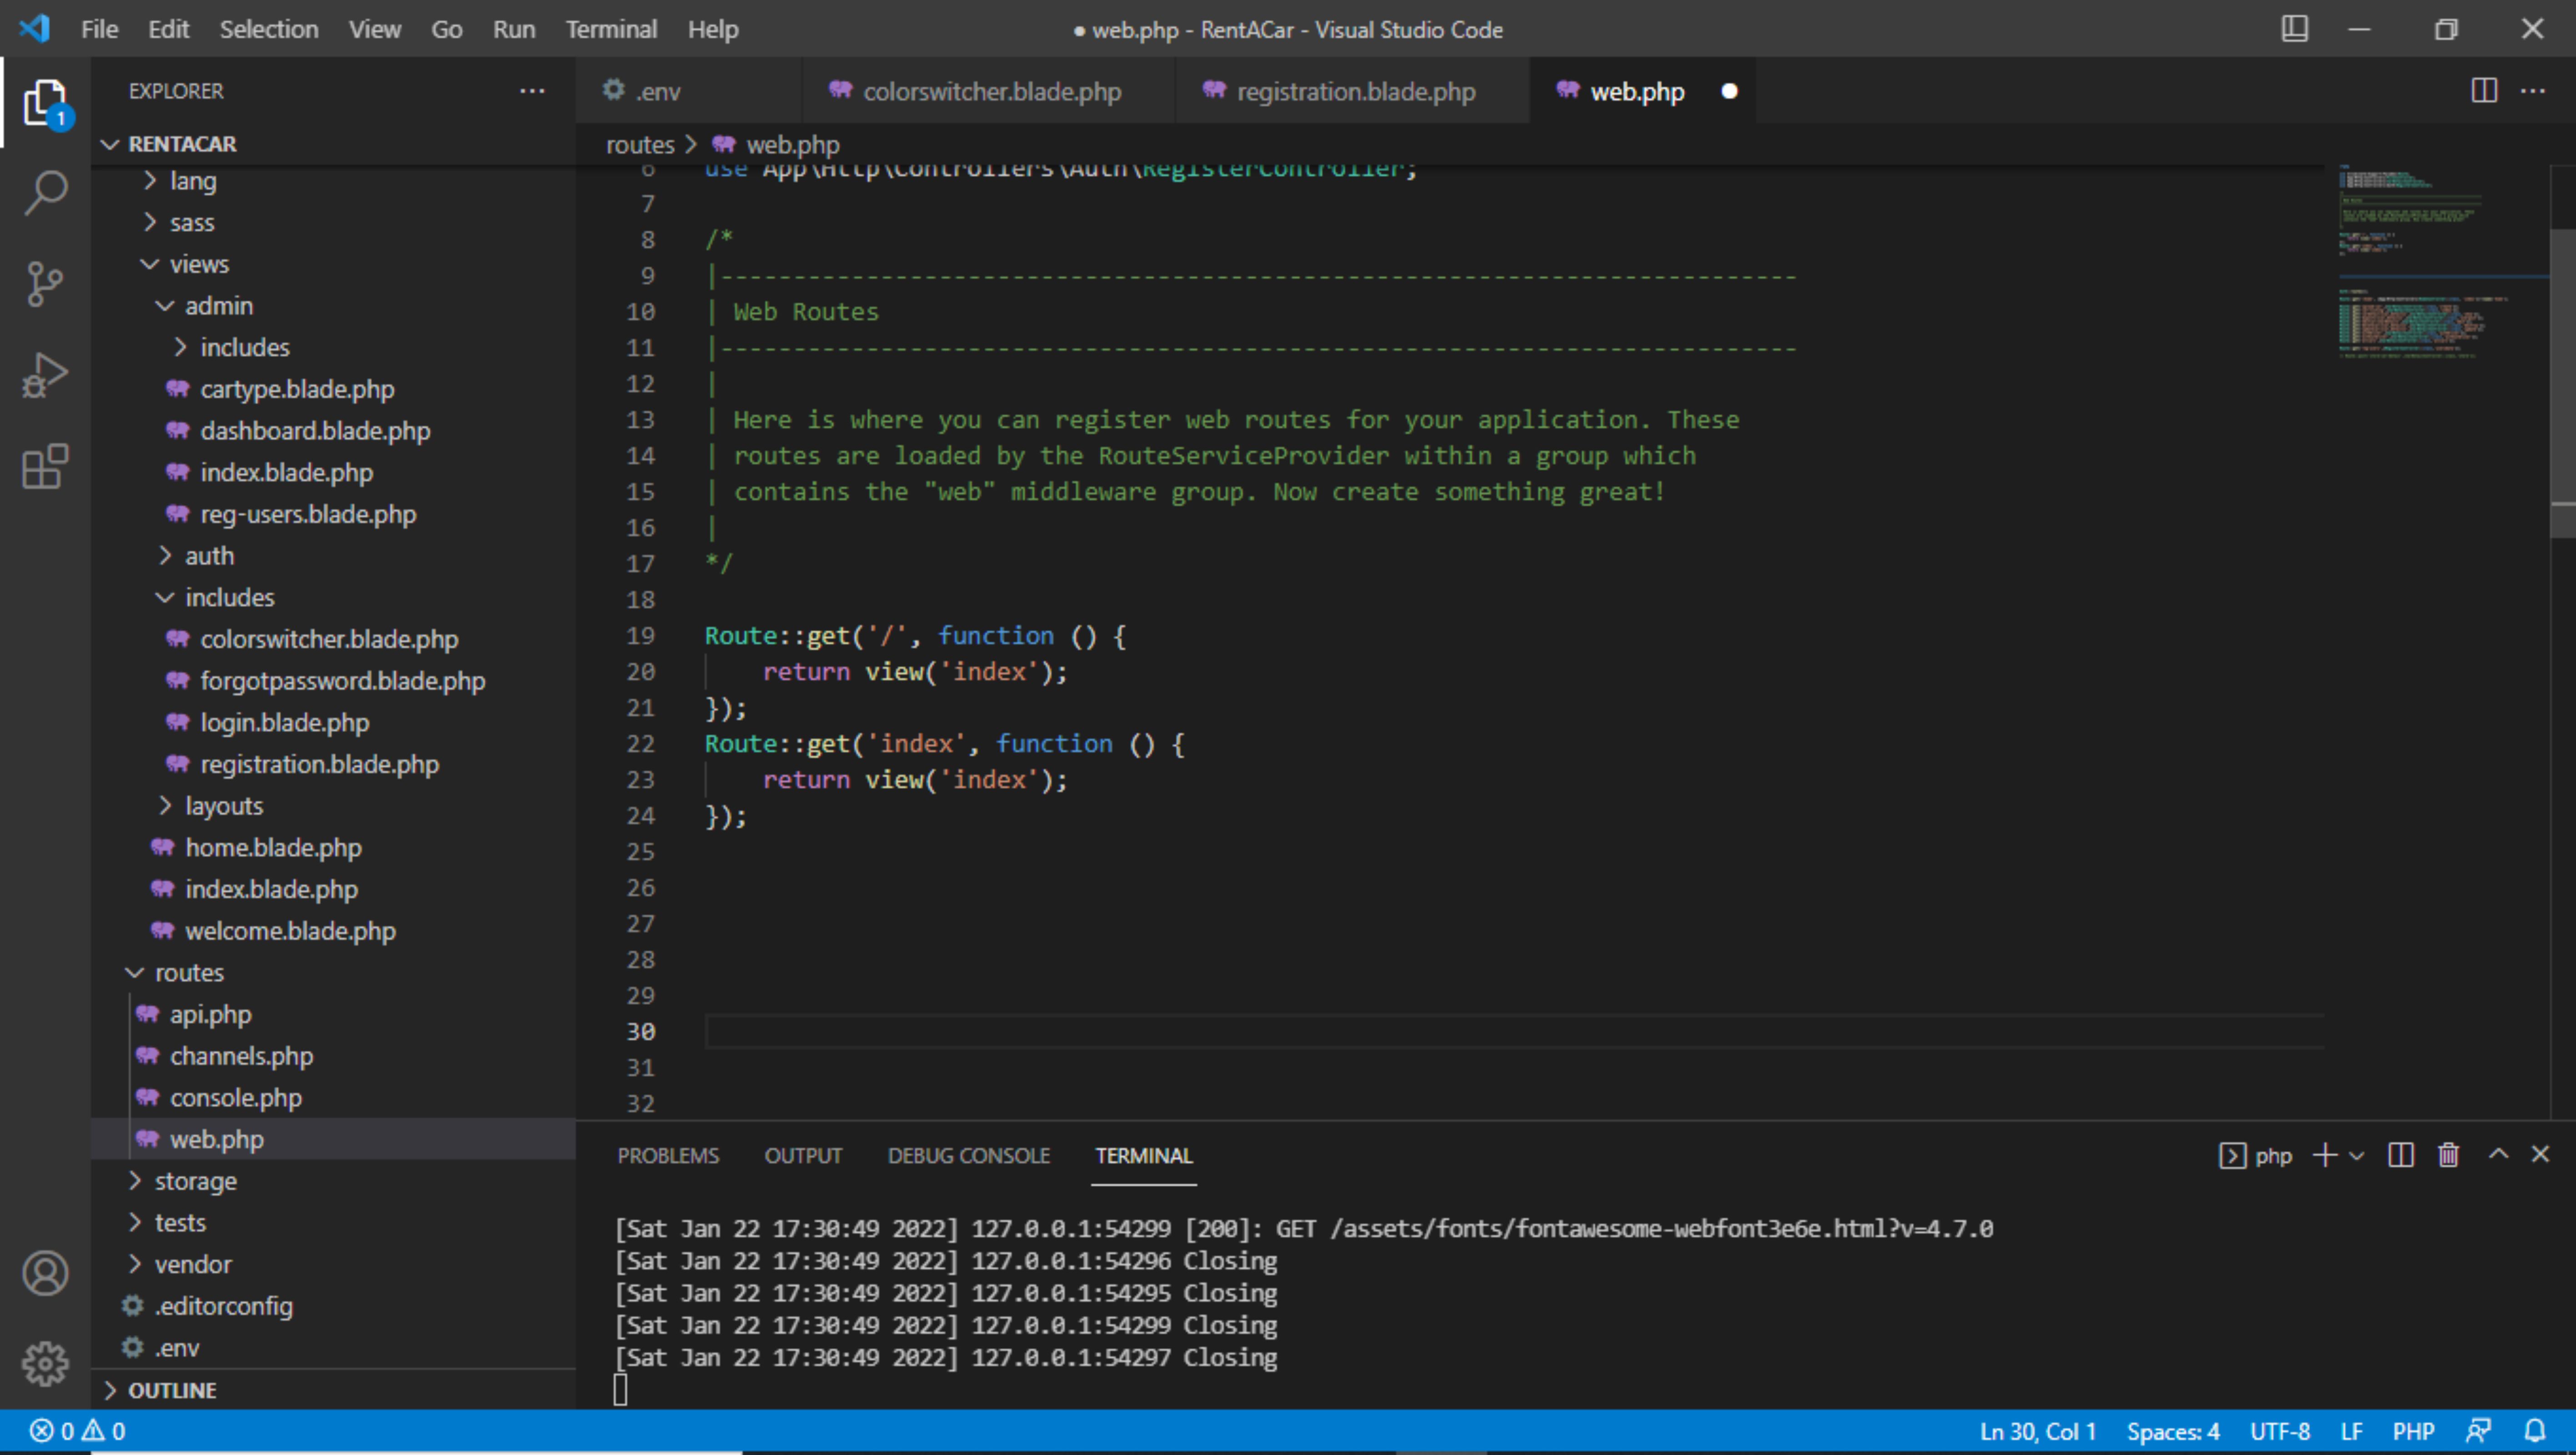 File Edit Selection View Go Run Terminal Help
● web.php - RentACar - Visual Studio Code
EXPLORER
.env
colorswitcher.blade.php
registration.blade.php
web.php
RENTACAR
routes > web.php
1
lang
sass
views
admin
includes
cartype.blade.php
dashboard.blade.php
index.blade.php
reg-users.blade.php
auth
includes
colorswitcher.blade.php
forgotpassword.blade.php
login.blade.php
registration.blade.php
layouts
home.blade.php
index.blade.php
welcome.blade.php
routes
api.php
channels.php
console.php
web.php
storage
tests
vendor
.editorconfig
.env
OUTLINE
6 use App\Http\Controllers\Auth\RegisterController;
7
8 /*
9 |--------------------------------------------------------------------------
10 | Web Routes
11 |--------------------------------------------------------------------------
12 |
13 | Here is where you can register web routes for your application. These
14 | routes are loaded by the RouteServiceProvider within a group which
15 | contains the "web" middleware group. Now create something great!
16 |
17 */
18
19 Route::get('/', function () {
20 return view('index');
21 });
22 Route::get('index', function () {
23 return view('index');
24 });
25
26
27
28
29
30
31
32
PROBLEMS OUTPUT DEBUG CONSOLE TERMINAL
php
[Sat Jan 22 17:30:49 2022] 127.0.0.1:54299 [200]: GET /assets/fonts/fontawesome-webfont3e6e.html?v=4.7.0
[Sat Jan 22 17:30:49 2022] 127.0.0.1:54296 Closing
[Sat Jan 22 17:30:49 2022] 127.0.0.1:54295 Closing
[Sat Jan 22 17:30:49 2022] 127.0.0.1:54299 Closing
[Sat Jan 22 17:30:49 2022] 127.0.0.1:54297 Closing
0 0
Ln 30, Col 1 Spaces: 4 UTF-8 LF PHP